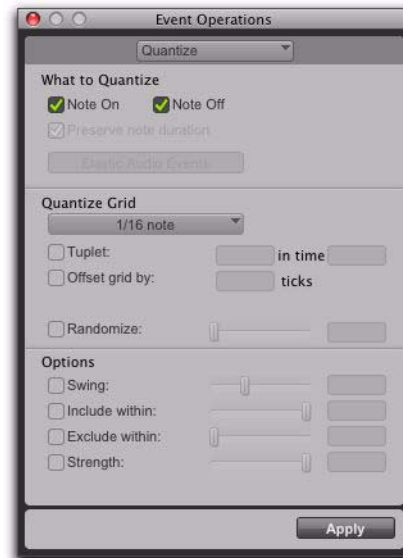 Event Operations
Quantize
What to Quantize
Note On Note Off
Preserve note duration
Elastic Audio Events
Quantize Grid
1/16 note
Tuplet: in time
Offset grid by: ticks
Randomize:
Options
Swing:
Include within:
Exclude within:
Strength:
Apply